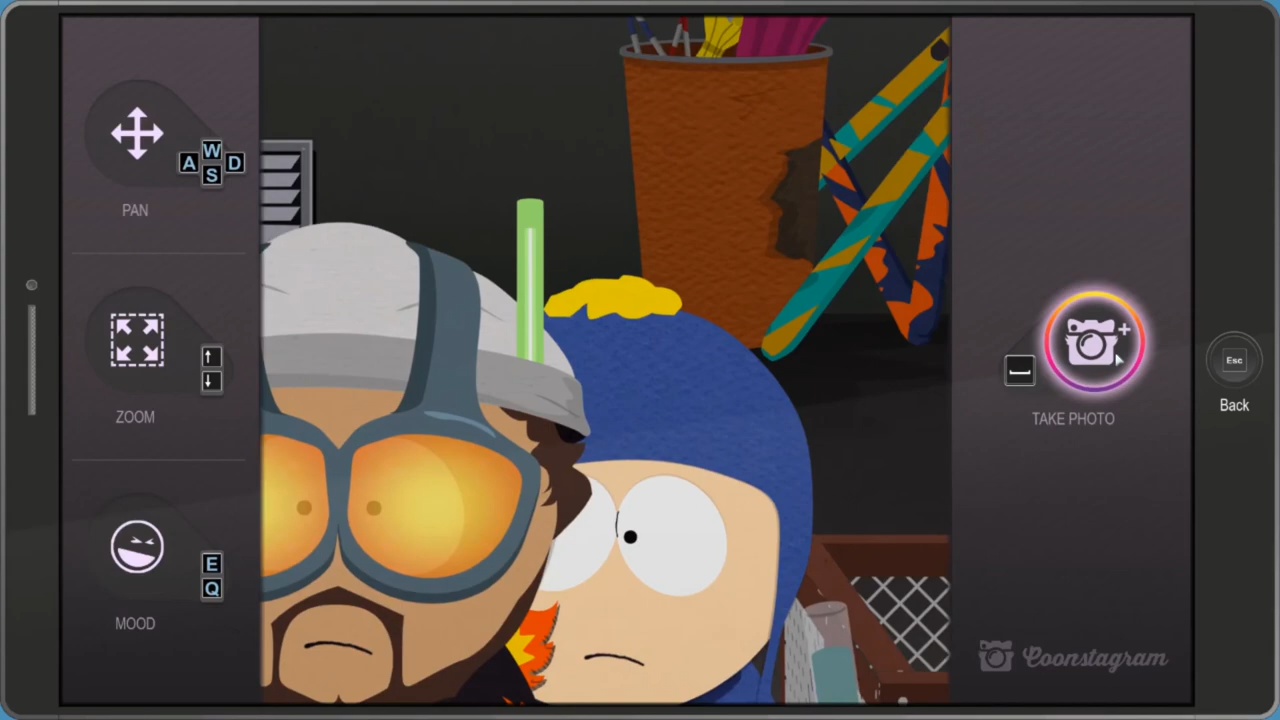 W
A
D
S
PAN
↑
↓
ZOOM
E
Q
MOOD
TAKE PHOTO
Esc
Back
Coonstagram